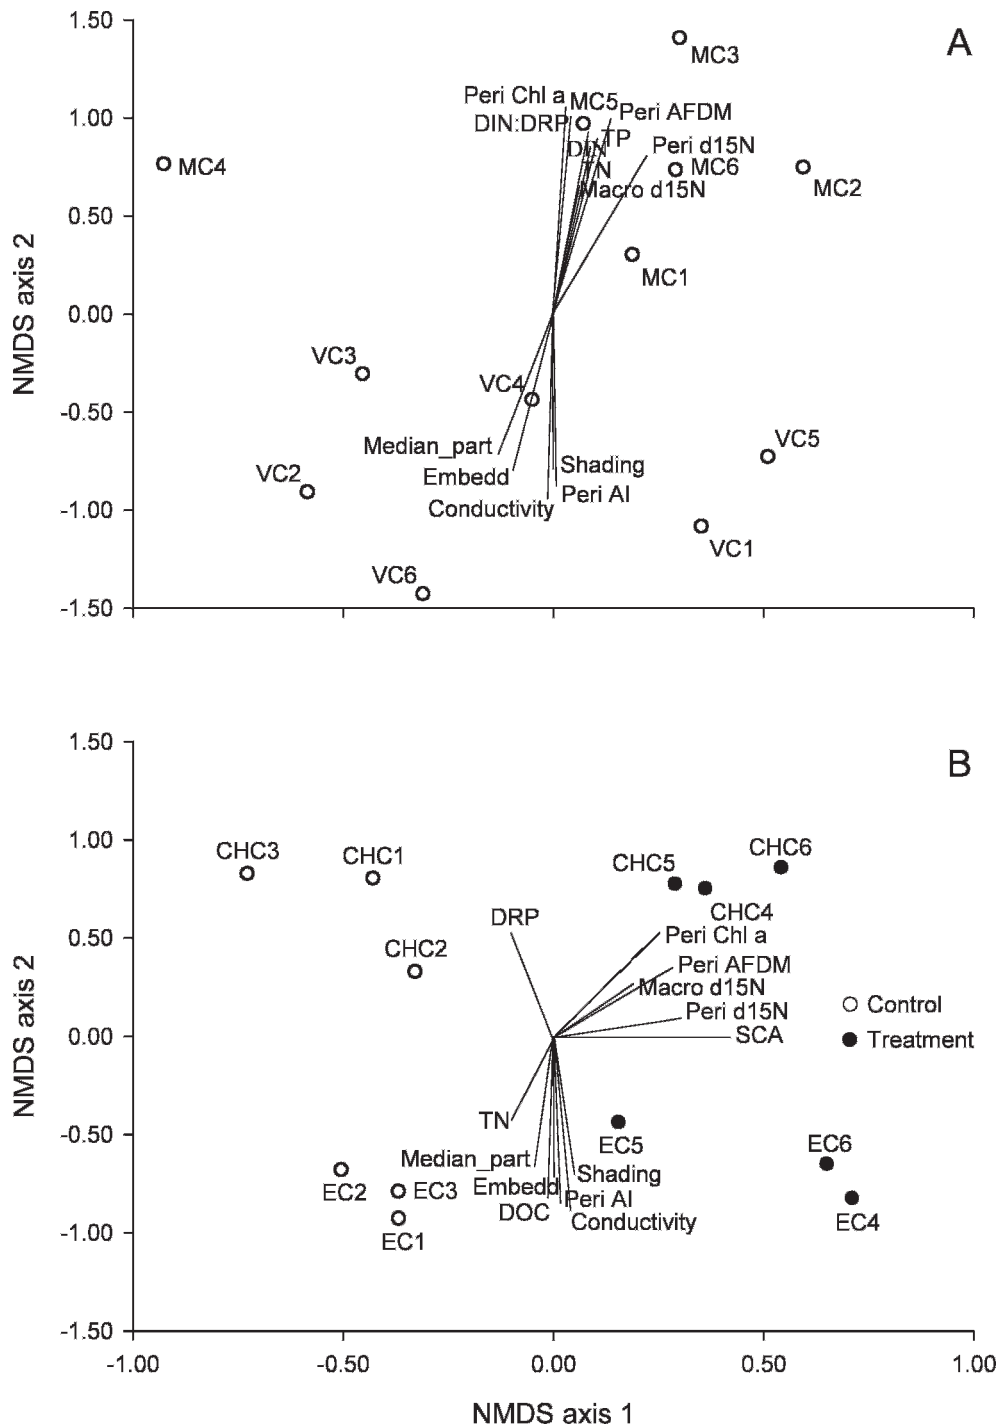 A
1.50
1.00
0.50
0.00
-0.50
-1.00
-1.50
NMDS axis 2
MC3
Peri Chl a
MC5
Peri AFDM
DIN:DRP
TP
DIN
Peri d15N
MC4
TN
MC6
MC2
Macro d15N
MC1
VC3
VC4
VC5
Median_part
Shading
VC2
Embedd
Peri AI
Conductivity
VC1
VC6
B
1.50
1.00
0.50
0.00
-0.50
-1.00
-1.50
NMDS axis 2
CHC3
CHC1
CHC5
CHC6
CHC4
DRP
Peri Chl a
CHC2
Peri AFDM
Macro d15N
Peri d15N
SCA
Control
Treatment
TN
EC5
EC6
Median_part
Shading
EC2
EC3
Embedd
Peri AI
DOC
Conductivity
EC4
EC1
-1.00
-0.50
0.00
0.50
1.00
NMDS axis 1